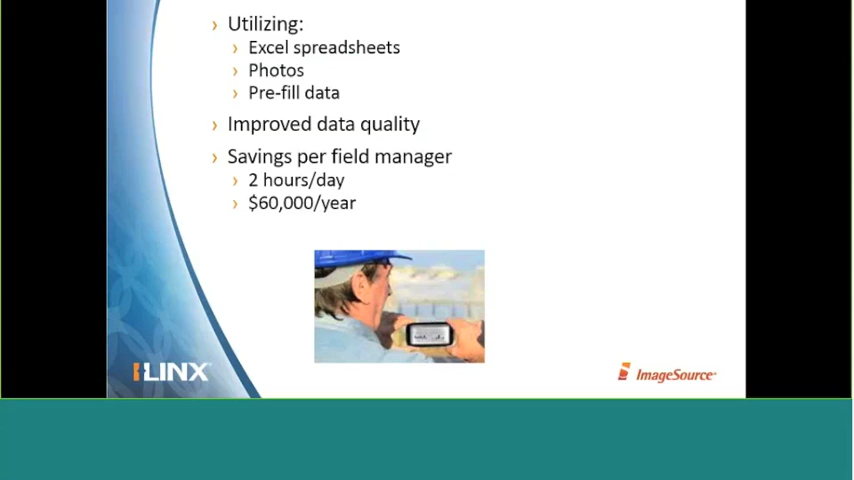 › Utilizing:
› Excel spreadsheets
› Photos
› Pre-fill data
› Improved data quality
› Savings per field manager
› 2 hours/day
› $60,000/year
ILINX
ImageSource